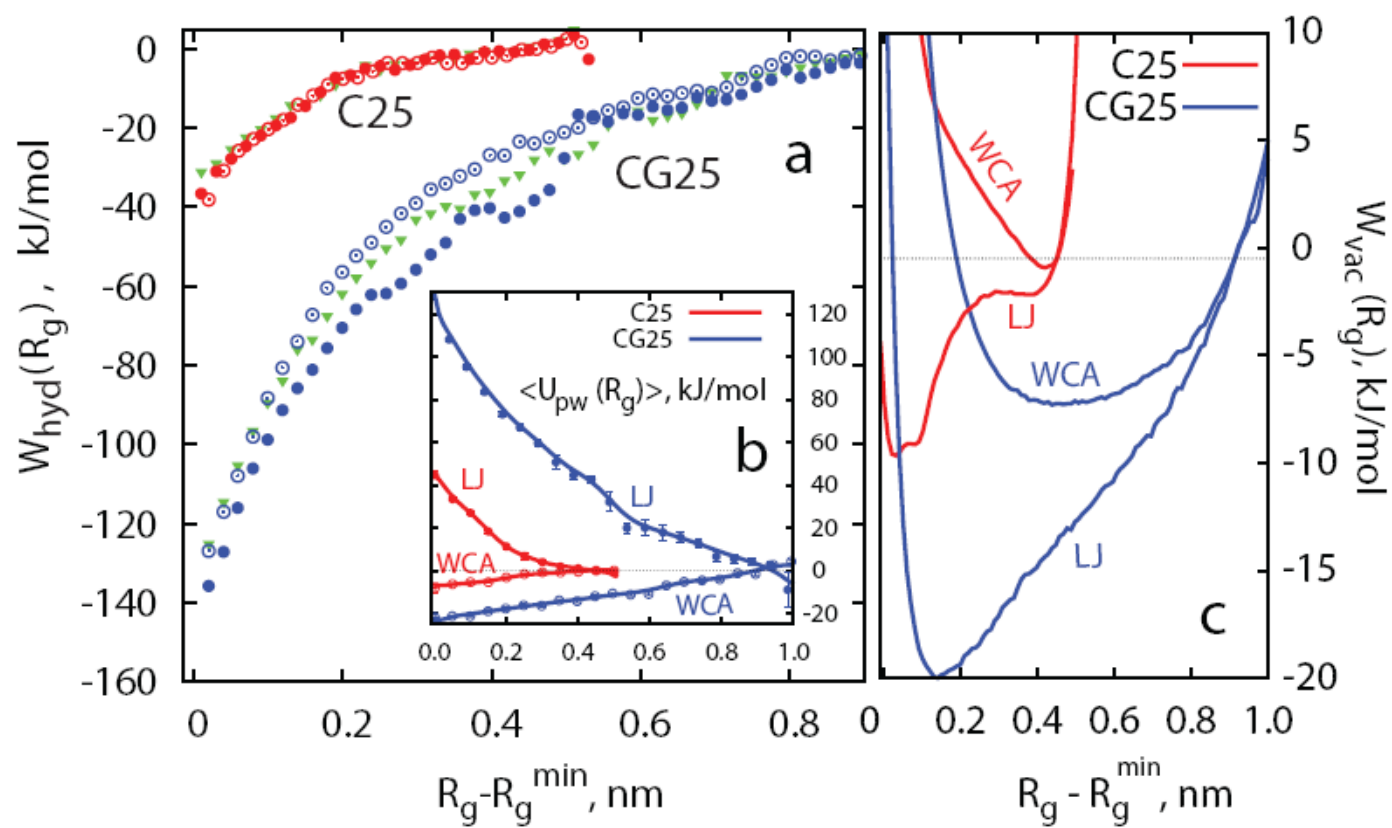 W_hyd(R_g), kJ/mol
0
-20
-40
-60
-80
-100
-120
-140
-160
0 0.2 0.4 0.6 0.8
R_g-R_g^min, nm
C25
CG25
a
C25
CG25
<U_pw (R_g)>, kJ/mol
b
LJ
LJ
WCA
WCA
120
100
80
60
40
20
0
-20
0.0 0.2 0.4 0.6 0.8 1.0
C25
CG25
WCA
LJ
WCA
LJ
c
10
5
0
-5
-10
-15
-20
W_vac (R_g), kJ/mol
0 0.2 0.4 0.6 0.8 1.0
R_g - R_g^min, nm